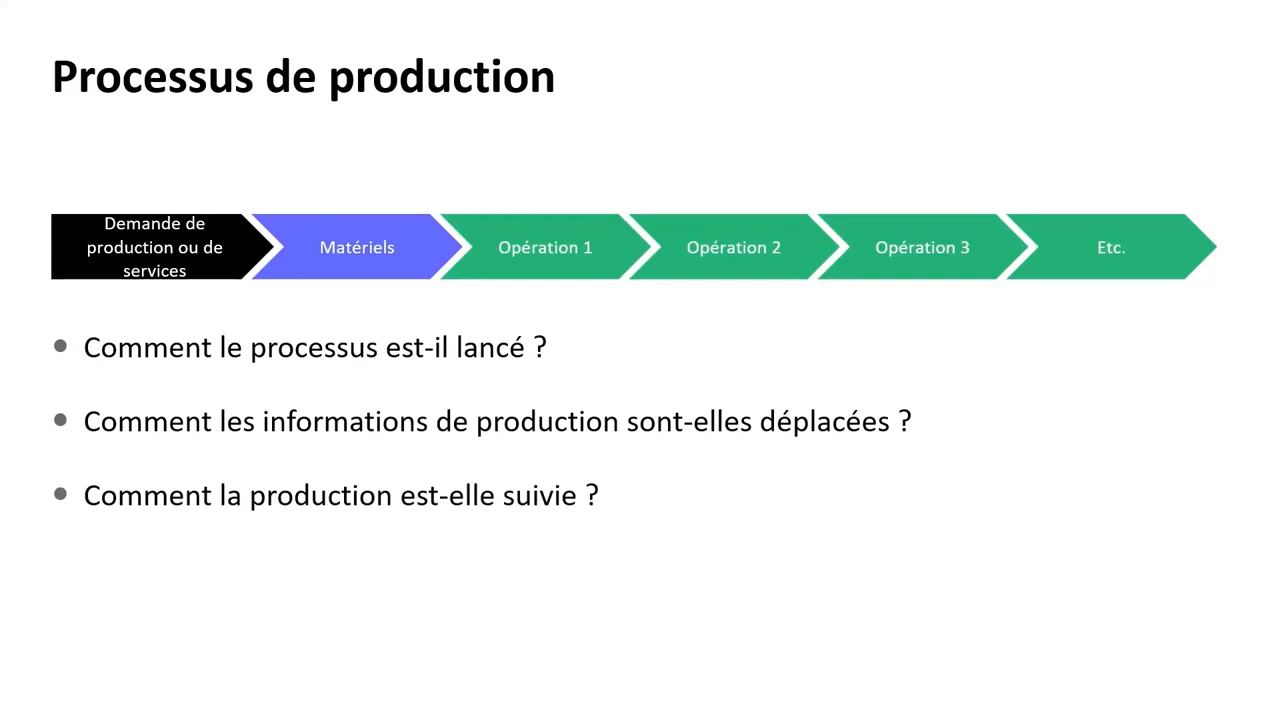 Processus de production
Demande de
production ou de
services
Matériels
Opération 1
Opération 2
Opération 3
Etc.
Comment le processus est-il lancé ?
Comment les informations de production sont-elles déplacées ?
Comment la production est-elle suivie ?